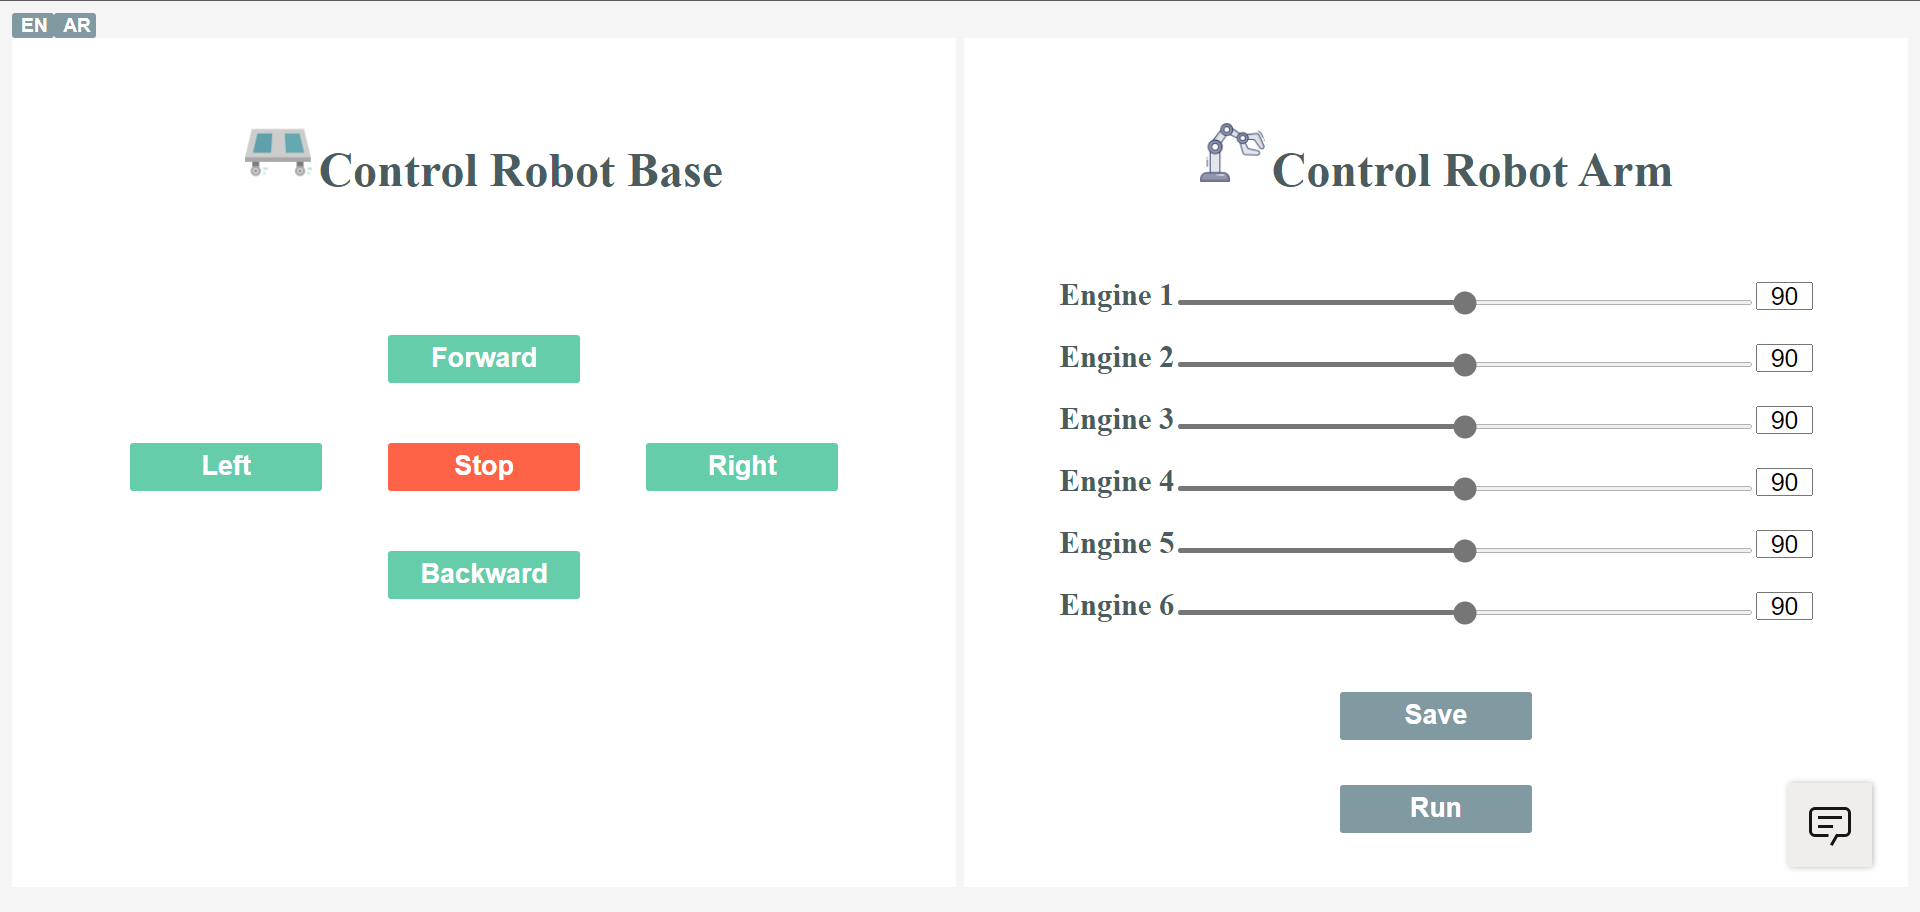 EN AR
Control Robot Base
Forward
Left Stop Right
Backward
Control Robot Arm
Engine 1 90
Engine 2 90
Engine 3 90
Engine 4 90
Engine 5 90
Engine 6 90
Save
Run